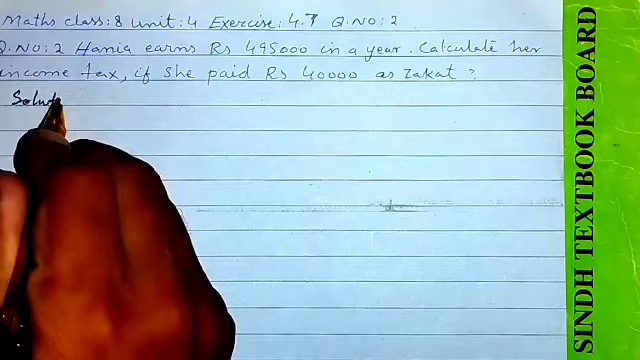 Maths class: 8 Unit: 4 Exercise: 4.7 Q.NO: 2
Q.NO: 2 Hania earns Rs 495000 in a year. Calculate her
income tax, if she paid Rs 40000 as Zakat?
Solut
SINDH TEXTBOOK BOARD